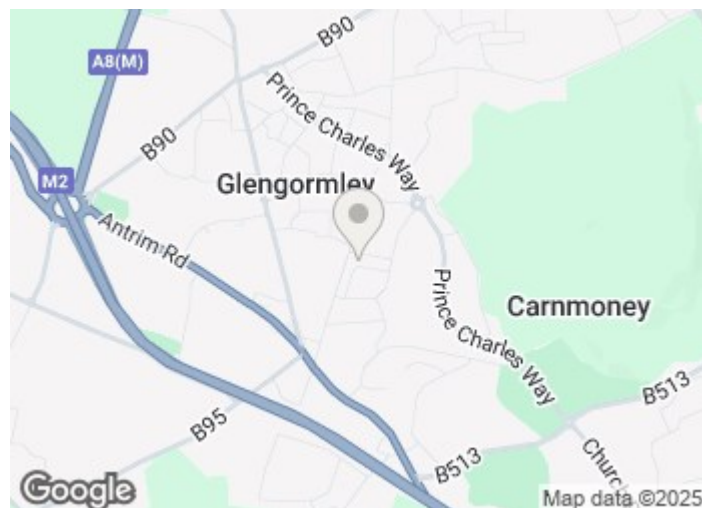 B90
A8(M)
Prince Charles Way
B90
M2
Glengormley
Antrim Rd
Prince Charles Way
Carnmoney
B95
B513
B513
Church
Google
Map data ©2025